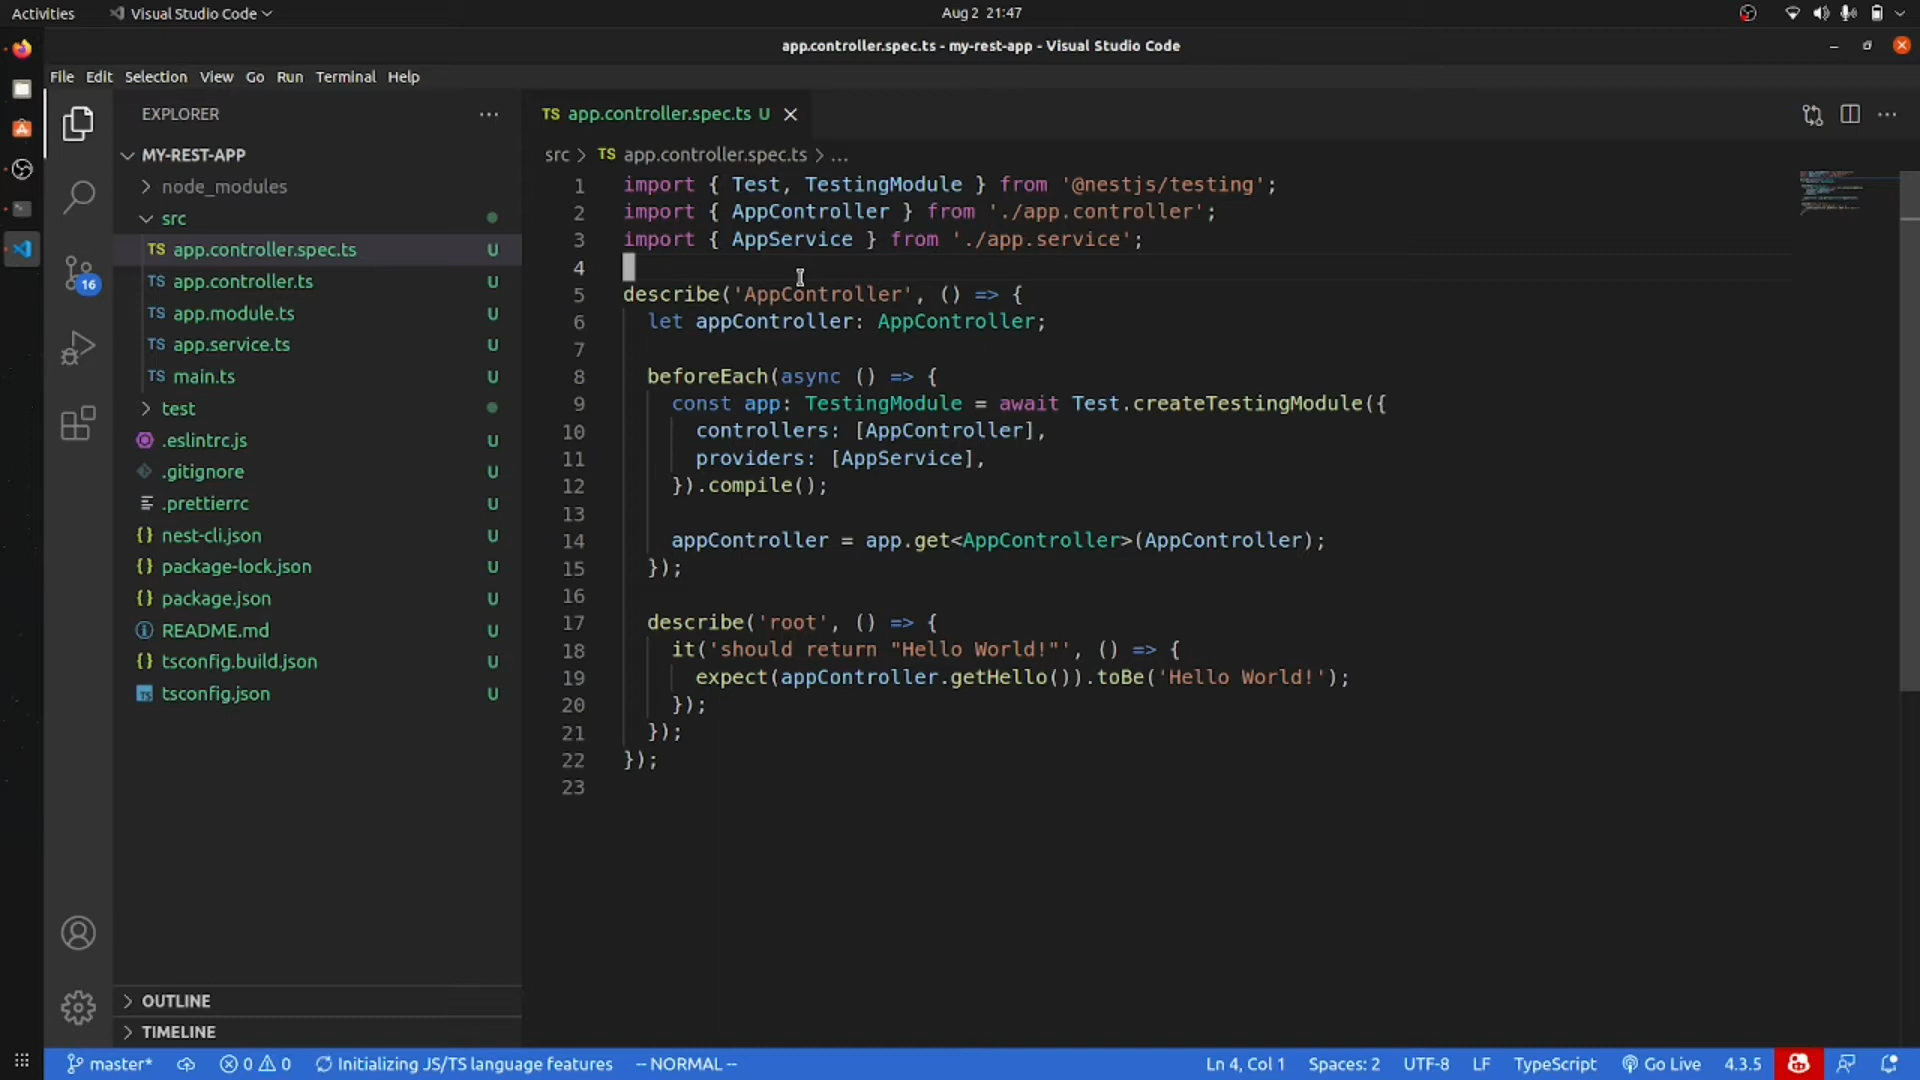 Activities
Visual Studio Code
Aug 2 21:47
app.controller.spec.ts - my-rest-app - Visual Studio Code
File Edit Selection View Go Run Terminal Help
EXPLORER
MY-REST-APP
node_modules
src
TS app.controller.spec.ts U
TS app.controller.ts U
TS app.module.ts U
TS app.service.ts U
TS main.ts U
test
.eslintrc.js U
.gitignore U
.prettierrc U
{} nest-cli.json U
{} package-lock.json U
{} package.json U
README.md U
{} tsconfig.build.json U
TS tsconfig.json U
OUTLINE
TIMELINE
16
TS app.controller.spec.ts U
src > TS app.controller.spec.ts > ...
1 import { Test, TestingModule } from '@nestjs/testing';
2 import { AppController } from './app.controller';
3 import { AppService } from './app.service';
4
5 describe('AppController', () => {
6 let appController: AppController;
7
8 beforeEach(async () => {
9 const app: TestingModule = await Test.createTestingModule({
10 controllers: [AppController],
11 providers: [AppService],
12 }).compile();
13
14 appController = app.get<AppController>(AppController);
15 });
16
17 describe('root', () => {
18 it('should return "Hello World!"', () => {
19 expect(appController.getHello()).toBe('Hello World!');
20 });
21 });
22 });
23
master* 0 0 Initializing JS/TS language features -- NORMAL -- Ln 4, Col 1 Spaces: 2 UTF-8 LF TypeScript Go Live 4.3.5